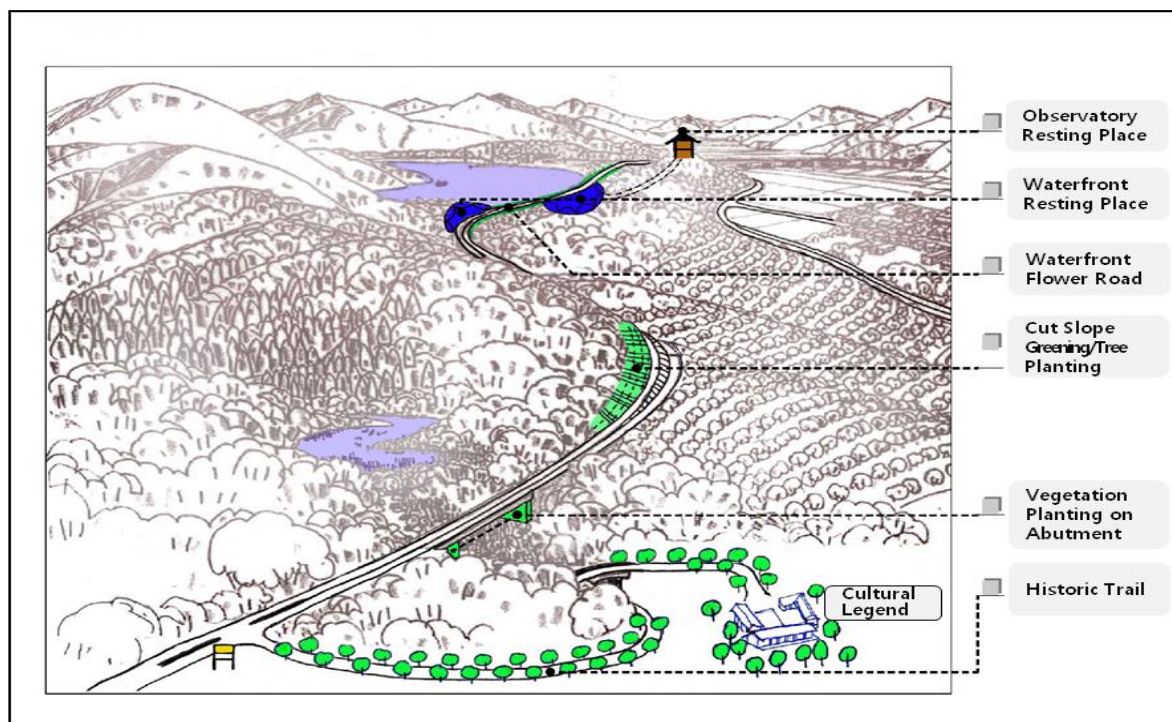 Observatory
Resting Place
Waterfront
Resting Place
Waterfront
Flower Road
Cut Slope
Greening/Tree
Planting
Vegetation
Planting on
Abutment
Cultural
Legend
Historic Trail